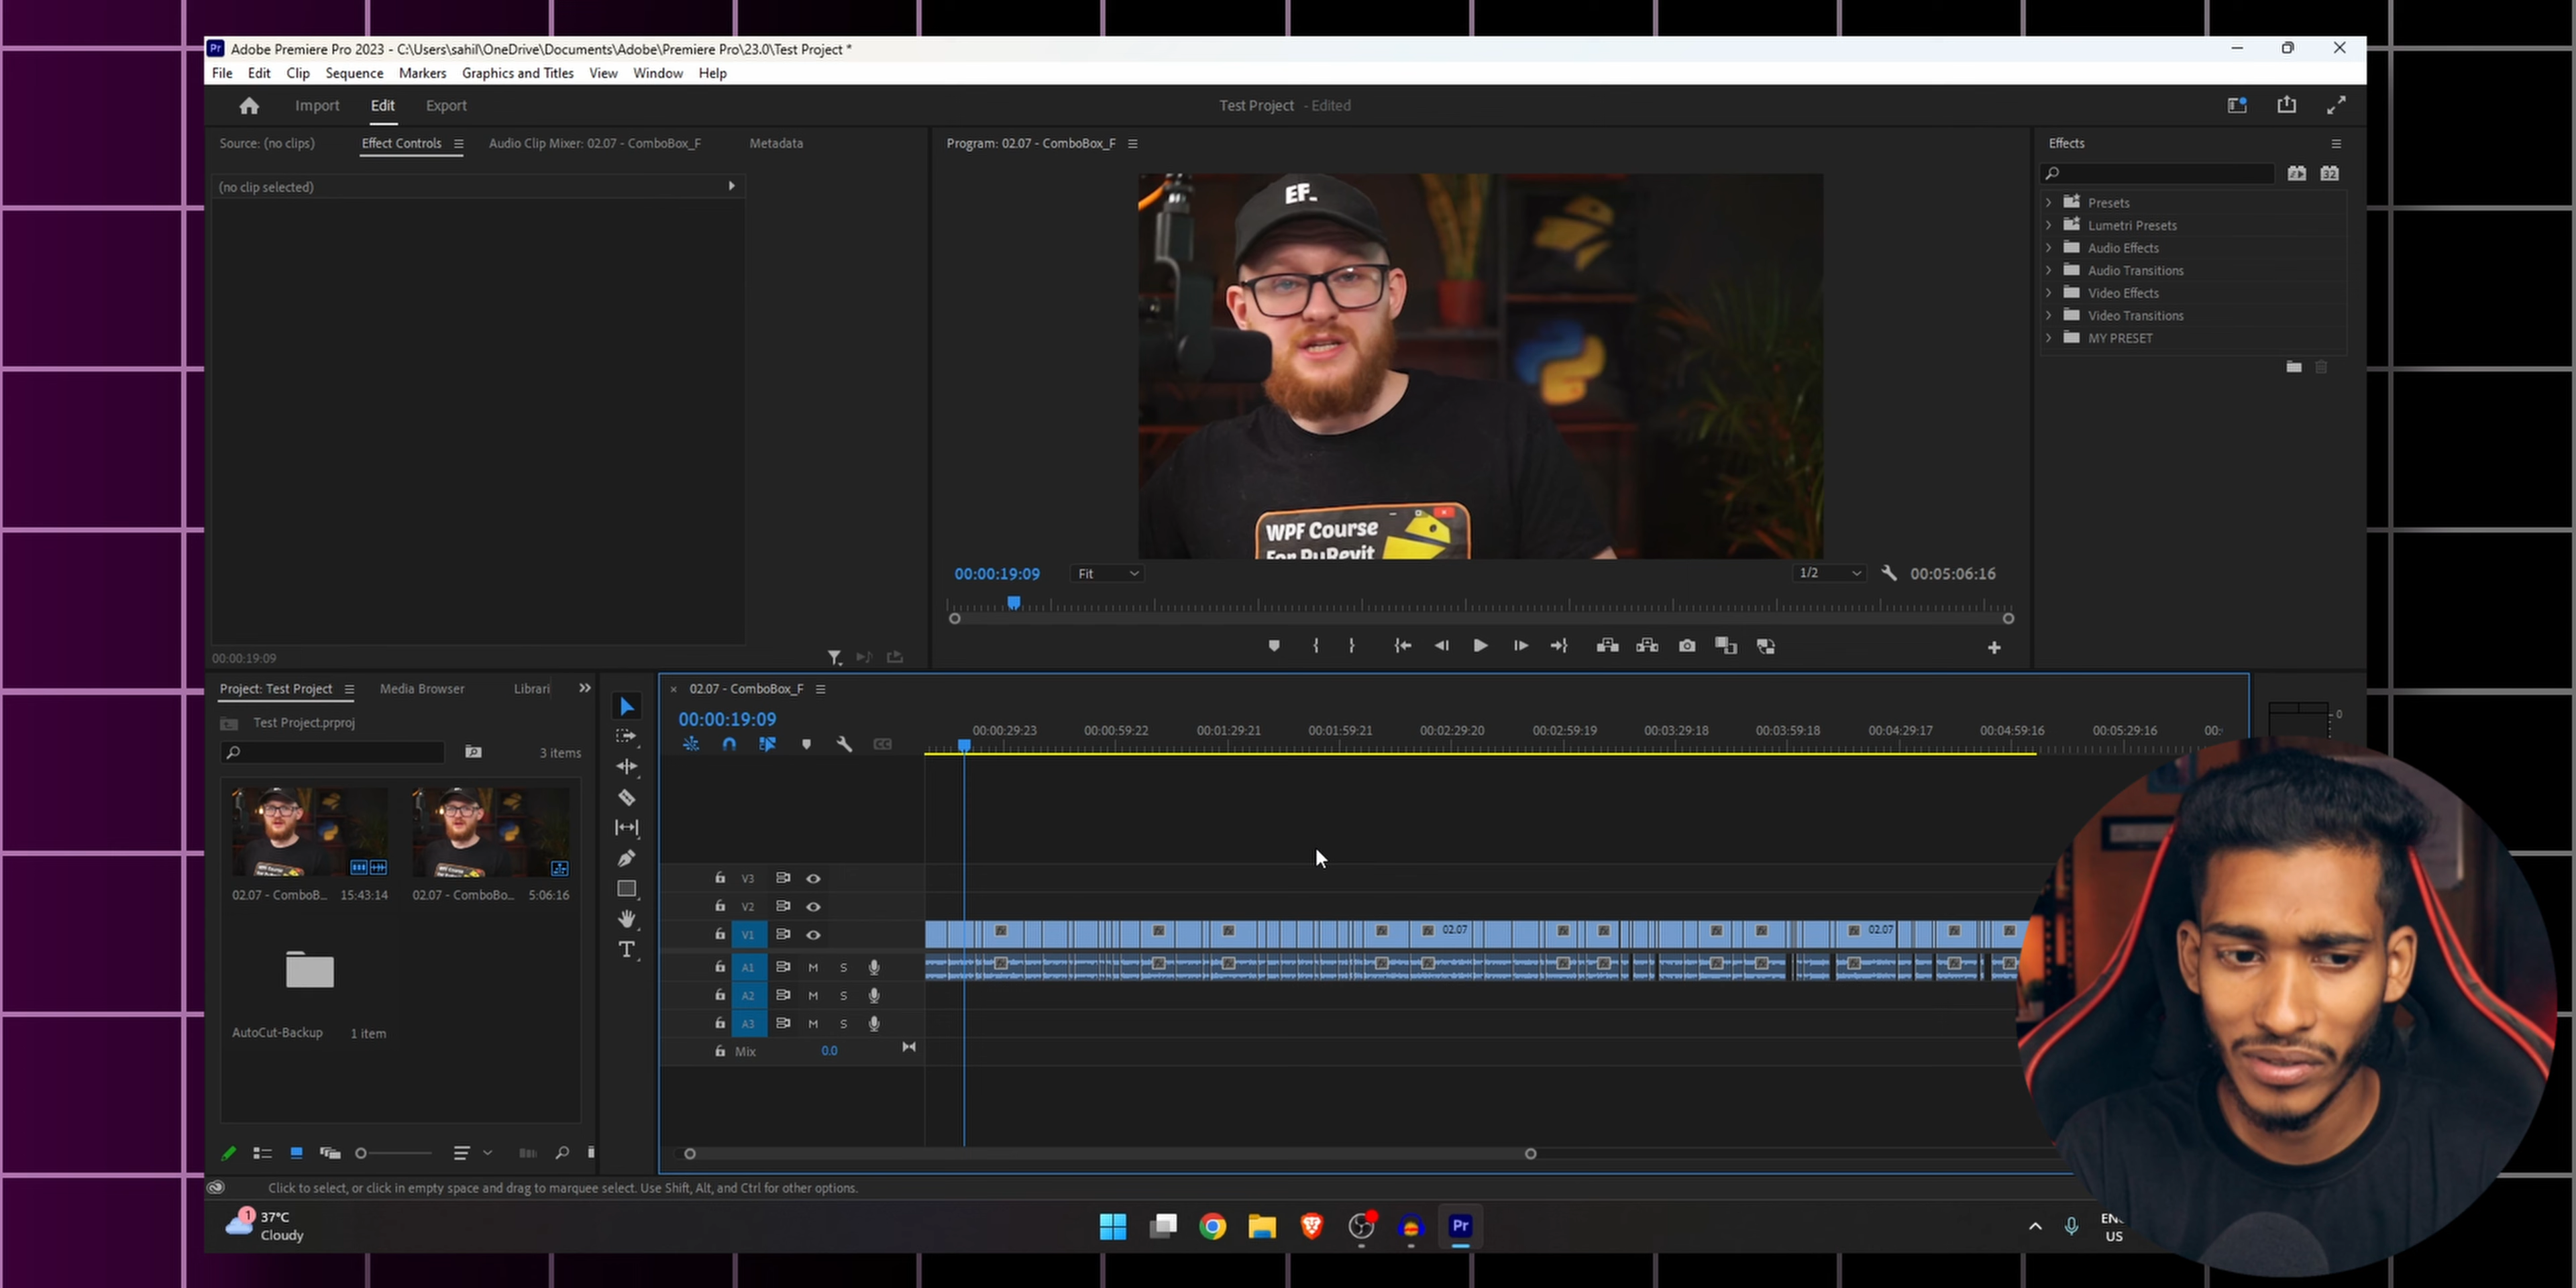 Adobe Premiere Pro 2023 - C:\Users\sahil\OneDrive\Documents\Adobe\Premiere Pro\23.0\Test Project *
File Edit Clip Sequence Markers Graphics and Titles View Window Help
Import Edit Export Test Project - Edited
Source: (no clips) Effect Controls Audio Clip Mixer: 02.07 - ComboBox_F Metadata
Program: 02.07 - ComboBox_F
Effects
(no clip selected)
EF_
WPF Course
For PyRevit
Presets
Lumetri Presets
Audio Effects
Audio Transitions
Video Effects
Video Transitions
MY PRESET
32
00:00:19:09 Fit 1/2 00:05:06:16
00:00:19:09
Project: Test Project Media Browser Librari
Test Project.prproj
3 items
02.07 - ComboB... 15:43:14 02.07 - ComboBo... 5:06:16
AutoCut-Backup 1 item
02.07 - ComboBox_F
00:00:19:09
00:00:29:23 00:00:59:22 00:01:29:21 00:01:59:21 00:02:29:20 00:02:59:19 00:03:29:18 00:03:59:18 00:04:29:17 00:04:59:16 00:05:29:16 00:
0
V3
V2
V1 02.07 02.07
A1 M S
A2 M S
A3 M S
Mix 0.0
Click to select, or click in empty space and drag to marquee select. Use Shift, Alt, and Ctrl for other options.
1
37°C
Cloudy
Pr
US